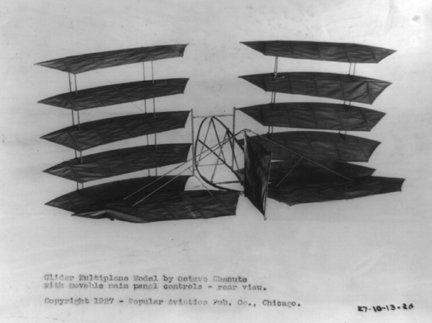 Glider Multiplane Model by Octave Chanute
with movable main panel controls - rear view.
Copyright 1927 - Popular Aviation Pub. Co., Chicago.
E7-10-13-26